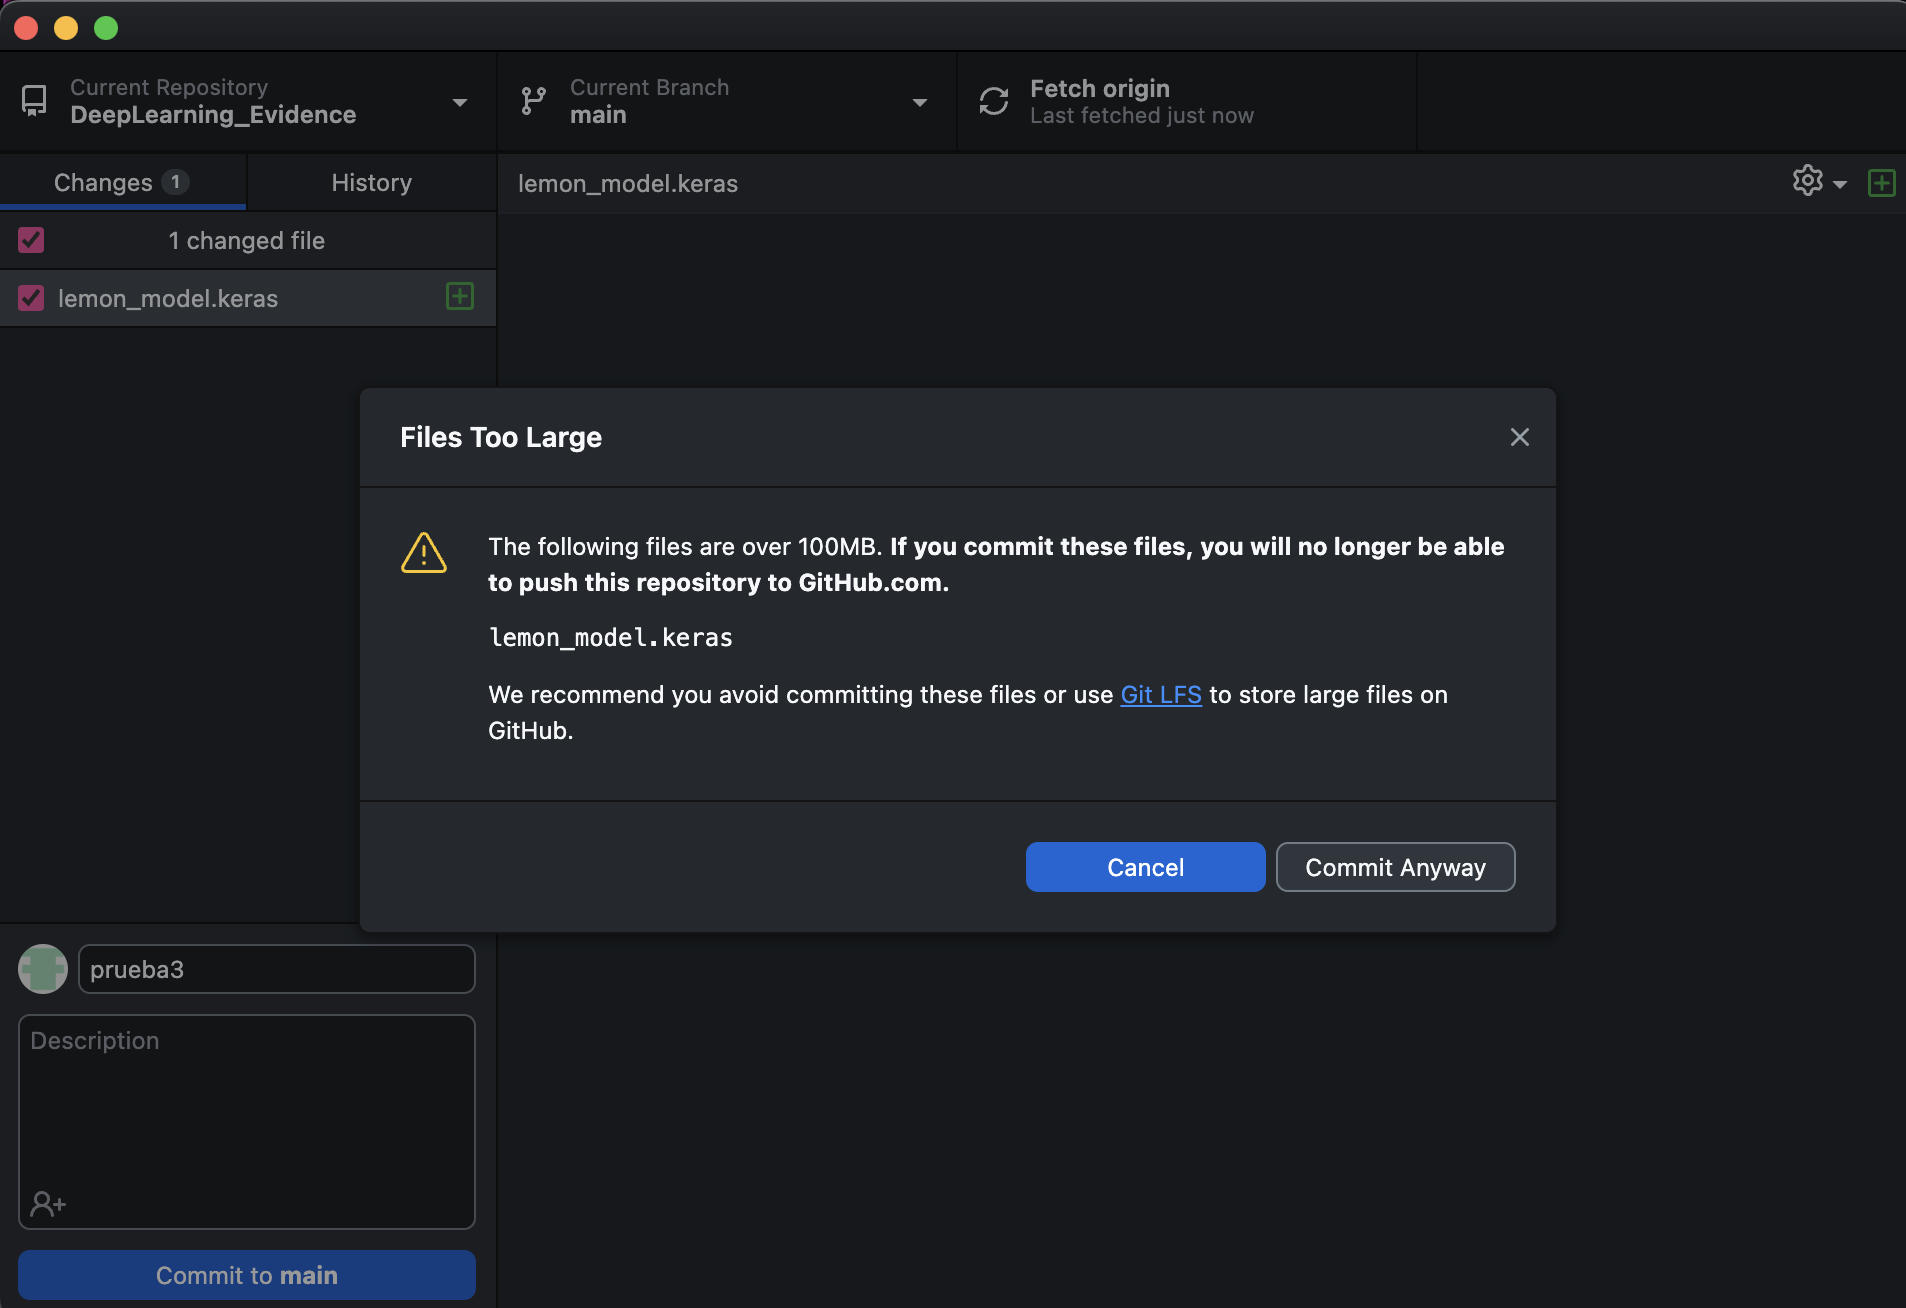 Current Repository
DeepLearning_Evidence
Current Branch
main
Fetch origin
Last fetched just now
Changes 1
History
lemon_model.keras
1 changed file
lemon_model.keras
Files Too Large
The following files are over 100MB. If you commit these files, you will no longer be able
to push this repository to GitHub.com.
lemon_model.keras
We recommend you avoid committing these files or use Git LFS to store large files on
GitHub.
Cancel
Commit Anyway
prueba3
Description
Commit to main